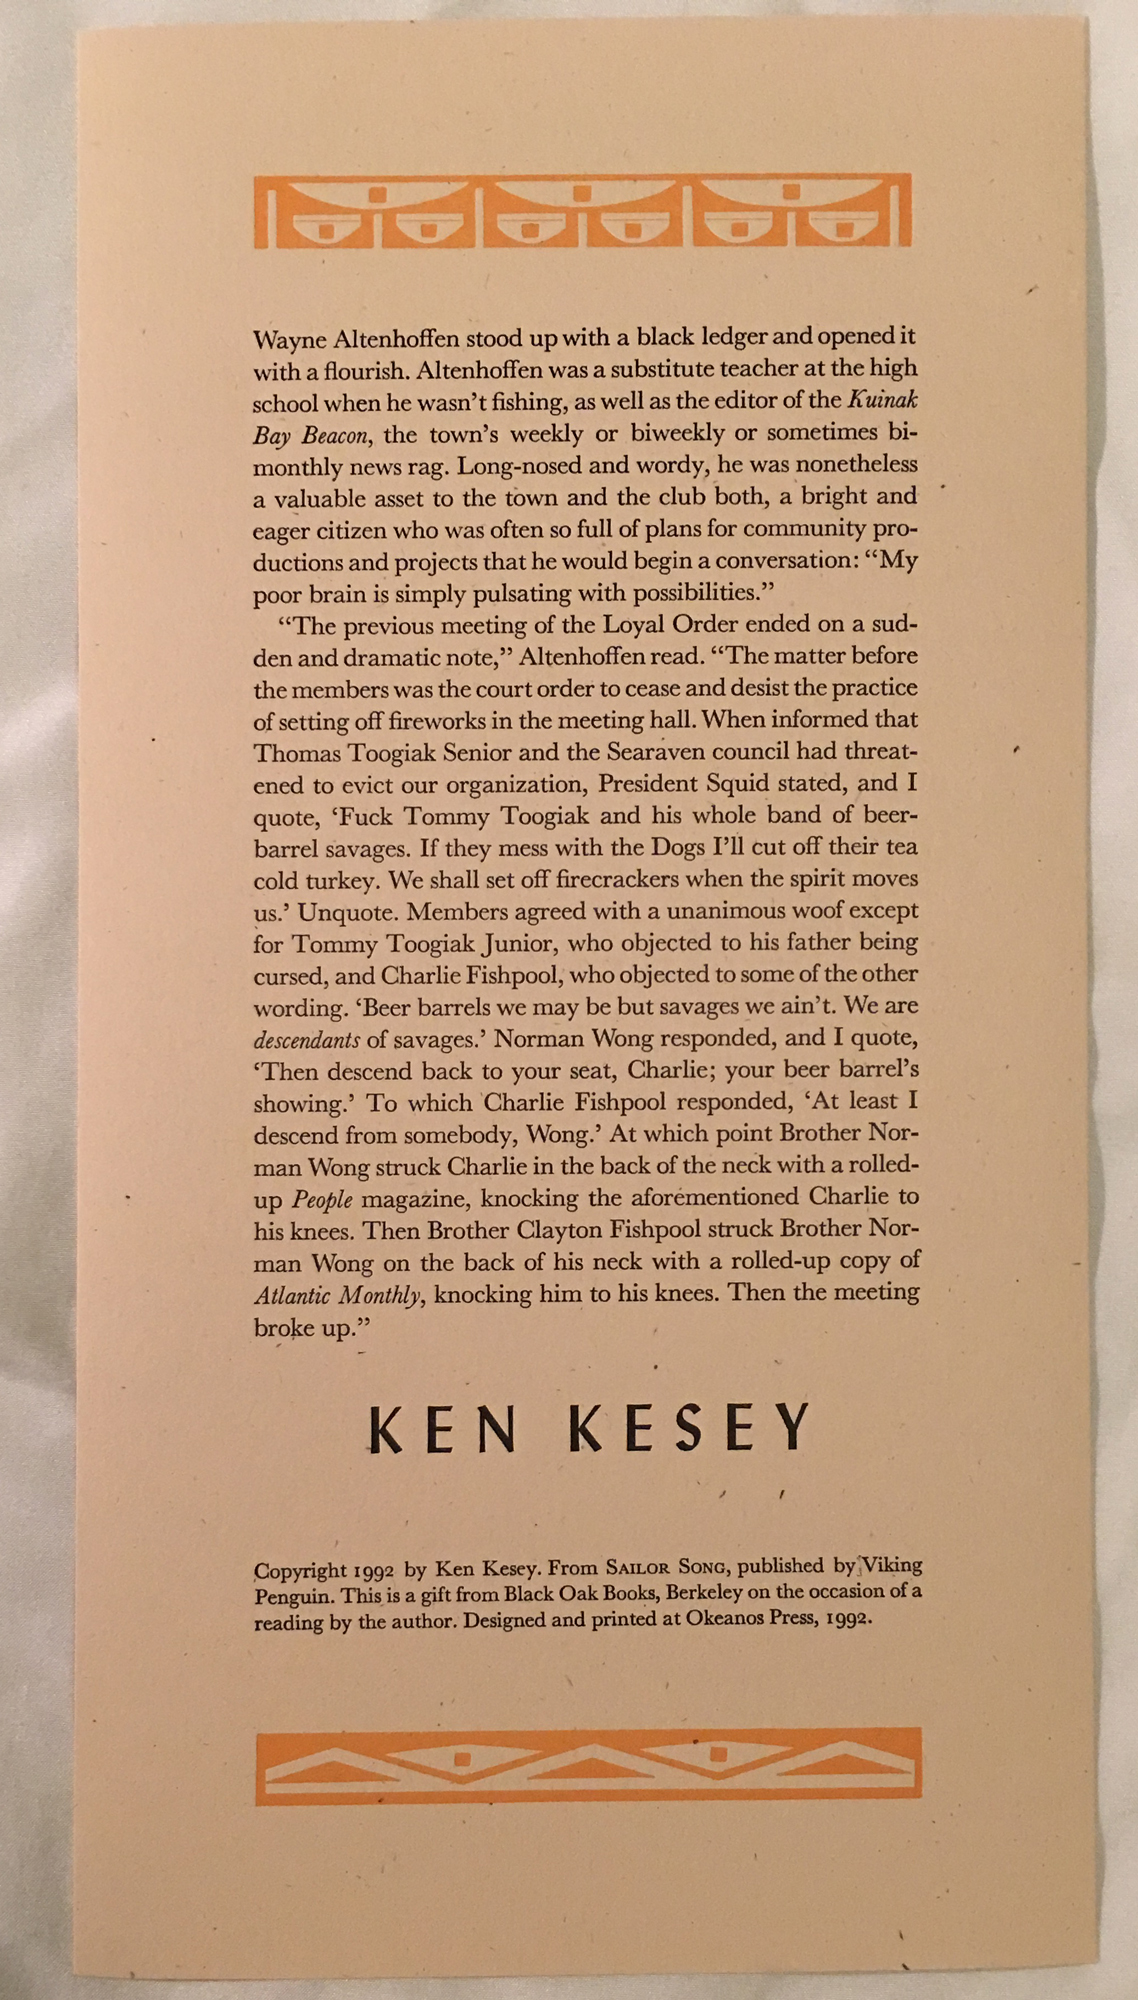 Wayne Altenhoffen stood up with a black ledger and opened it
with a flourish. Altenhoffen was a substitute teacher at the high
school when he wasn't fishing, as well as the editor of the Kuinak
Bay Beacon, the town's weekly or biweekly or sometimes bi-
monthly news rag. Long-nosed and wordy, he was nonetheless
a valuable asset to the town and the club both, a bright and
eager citizen who was often so full of plans for community pro-
ductions and projects that he would begin a conversation: “My
poor brain is simply pulsating with possibilities.”
“The previous meeting of the Loyal Order ended on a sud-
den and dramatic note,” Altenhoffen read. “The matter before
the members was the court order to cease and desist the practice
of setting off fireworks in the meeting hall. When informed that
Thomas Toogiak Senior and the Searaven council had threat-
ened to evict our organization, President Squid stated, and I
quote, ‘Fuck Tommy Toogiak and his whole band of beer-
barrel savages. If they mess with the Dogs I'll cut off their tea
cold turkey. We shall set off firecrackers when the spirit moves
us.’ Unquote. Members agreed with a unanimous woof except
for Tommy Toogiak Junior, who objected to his father being
cursed, and Charlie Fishpool, who objected to some of the other
wording. ‘Beer barrels we may be but savages we ain't. We are
descendants of savages.’ Norman Wong responded, and I quote,
‘Then descend back to your seat, Charlie; your beer barrel's
showing.’ To which Charlie Fishpool responded, ‘At least I
descend from somebody, Wong.’ At which point Brother Nor-
man Wong struck Charlie in the back of the neck with a rolled-
up People magazine, knocking the aforementioned Charlie to
his knees. Then Brother Clayton Fishpool struck Brother Nor-
man Wong on the back of his neck with a rolled-up copy of
Atlantic Monthly, knocking him to his knees. Then the meeting
broke up.”
KEN KESEY
Copyright 1992 by Ken Kesey. From SAILOR SONG, published by Viking
Penguin. This is a gift from Black Oak Books, Berkeley on the occasion of a
reading by the author. Designed and printed at Okeanos Press, 1992.